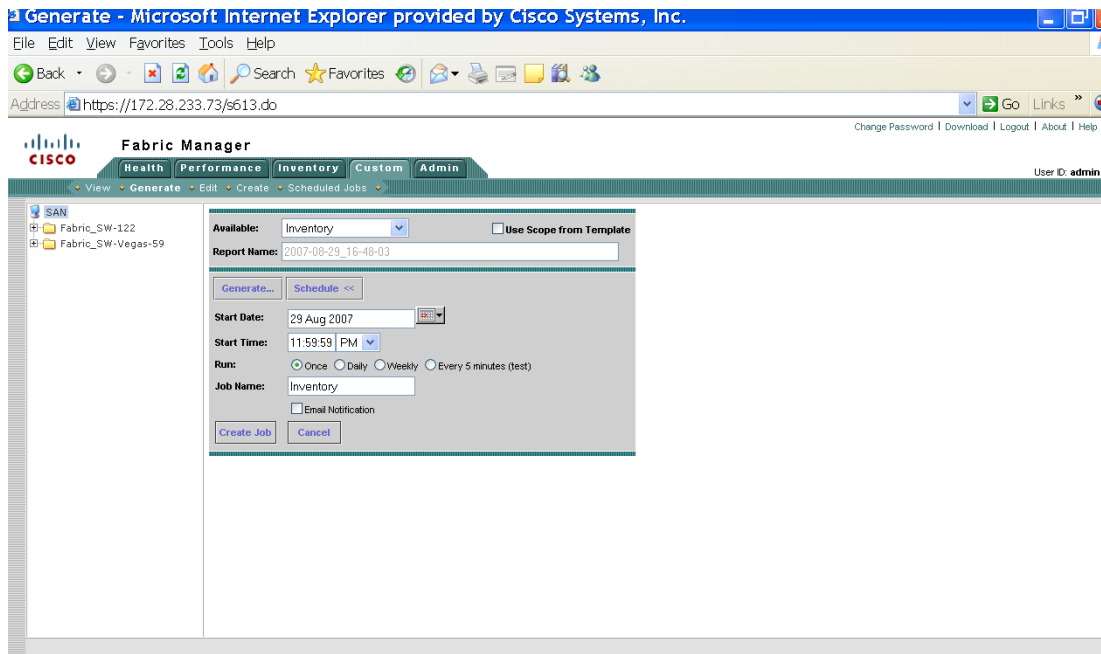 Generate - Microsoft Internet Explorer provided by Cisco Systems, Inc.
File Edit View Favorites Tools Help
Back Search Favorites
Address https://172.28.233.73/s613.do Go Links »
Change Password | Download | Logout | About | Help
CISCO
Fabric Manager
Health Performance Inventory Custom Admin
User ID: admin
View Generate Edit Create Scheduled Jobs
SAN
Fabric_SW-122
Fabric_SW-Vegas-59
Available: Inventory Use Scope from Template
Report Name: 2007-08-29_16-48-03
Generate... Schedule <<
Start Date: 29 Aug 2007
Start Time: 11:59:59 PM
Run: Once Daily Weekly Every 5 minutes (test)
Job Name: Inventory
Email Notification
Create Job Cancel